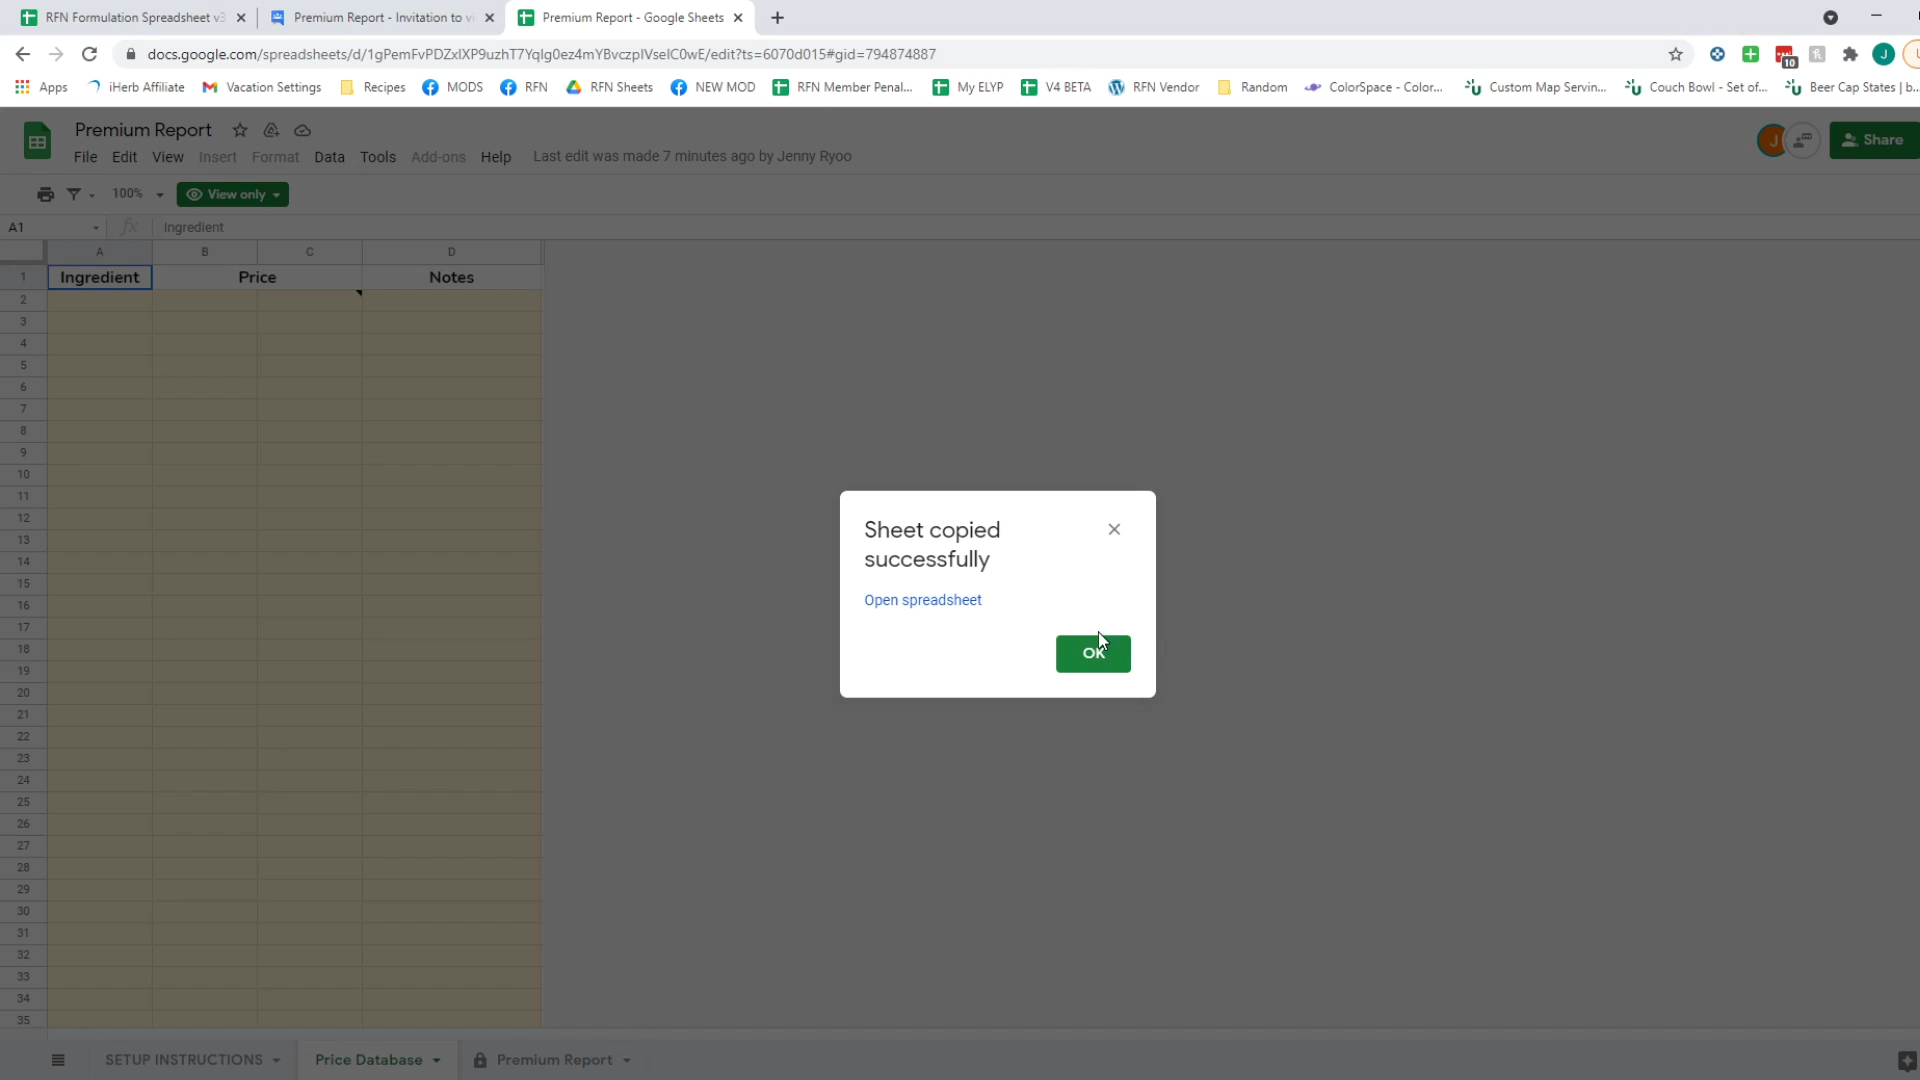 RFN Formulation Spreadsheet v3
Premium Report - Invitation to vi
Premium Report - Google Sheets
docs.google.com/spreadsheets/d/1gPemFvPDZxIXP9uzhT7YqIg0ez4mYBvczpIVseIC0wE/edit?ts=6070d015#gid=794874887
10
J
Apps
iHerb Affiliate
Vacation Settings
Recipes
MODS
RFN
RFN Sheets
NEW MOD
RFN Member Penal...
My ELYP
V4 BETA
RFN Vendor
Random
ColorSpace - Color...
Custom Map Servin...
Couch Bowl - Set of...
Beer Cap States | b...
Premium Report
File Edit View Insert Format Data Tools Add-ons Help
Last edit was made 7 minutes ago by Jenny Ryoo
J
Share
100%
View only
A1
fx
Ingredient
A B C D
1 Ingredient Price Notes
2
3
4
5
6
7
8
9
10
11
12
13
14
15
16
17
18
19
20
21
22
23
24
25
26
27
28
29
30
31
32
33
34
35
Sheet copied
successfully
Open spreadsheet
OK
SETUP INSTRUCTIONS
Price Database
Premium Report